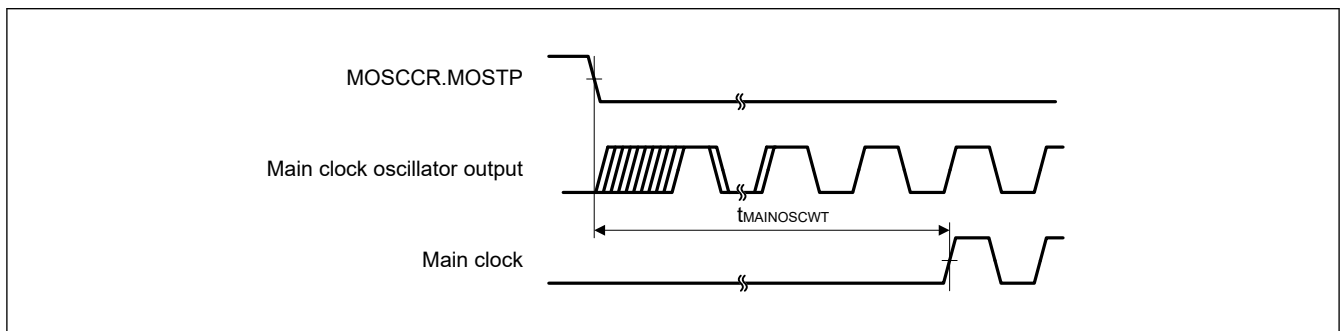 MOSCCR.MOSTP
Main clock oscillator output
tMAINOSCWT
Main clock